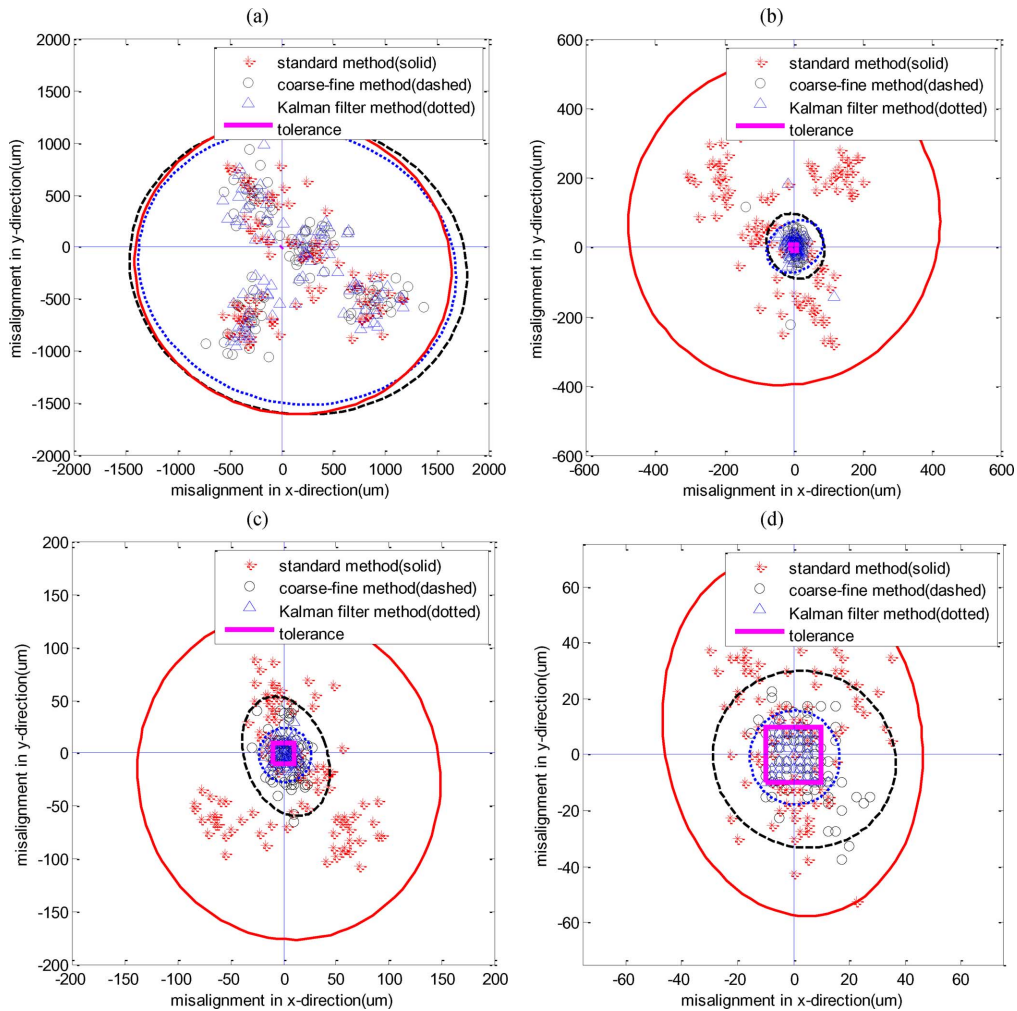 (a)
2000
1500
1000
500
0
-500
-1000
-1500
-2000
-2000 -1500 -1000 -500 0 500 1000 1500 2000
misalignment in y-direction(um)
misalignment in x-direction(um)
standard method(solid)
coarse-fine method(dashed)
Kalman filter method(dotted)
tolerance
(b)
600
400
200
0
-200
-400
-600
-600 -400 -200 0 200 400 600
misalignment in y-direction(um)
misalignment in x-direction(um)
standard method(solid)
coarse-fine method(dashed)
Kalman filter method(dotted)
tolerance
(c)
200
150
100
50
0
-50
-100
-150
-200
-200 -150 -100 -50 0 50 100 150 200
misalignment in y-direction(um)
misalignment in x-direction(um)
standard method(solid)
coarse-fine method(dashed)
Kalman filter method(dotted)
tolerance
(d)
60
40
20
0
-20
-40
-60
-60 -40 -20 0 20 40 60
misalignment in y-direction(um)
misalignment in x-direction(um)
standard method(solid)
coarse-fine method(dashed)
Kalman filter method(dotted)
tolerance